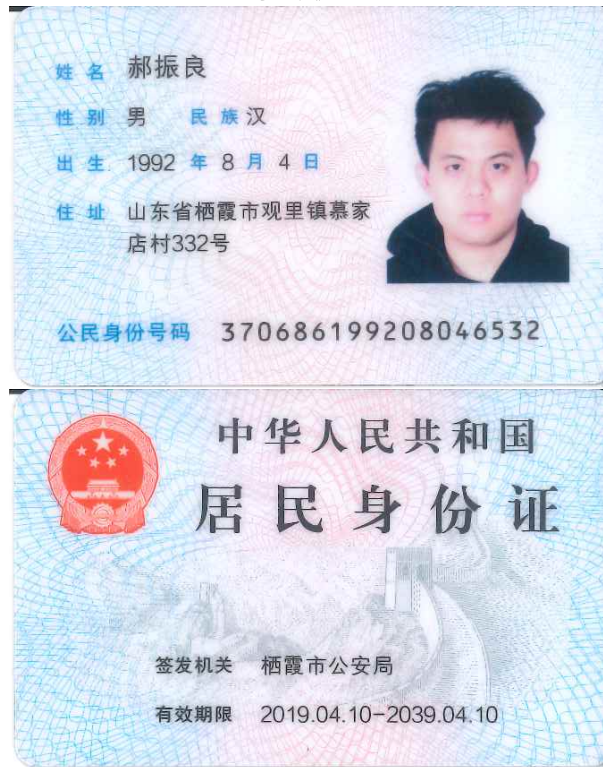 姓名 郝振良
性别 男 民族 汉
出生 1992 年 8 月 4 日
住址 山东省栖霞市观里镇慕家
店村332号
公民身份号码 370686199208046532
中华人民共和国
居民身份证
签发机关 栖霞市公安局
有效期限 2019.04.10-2039.04.10